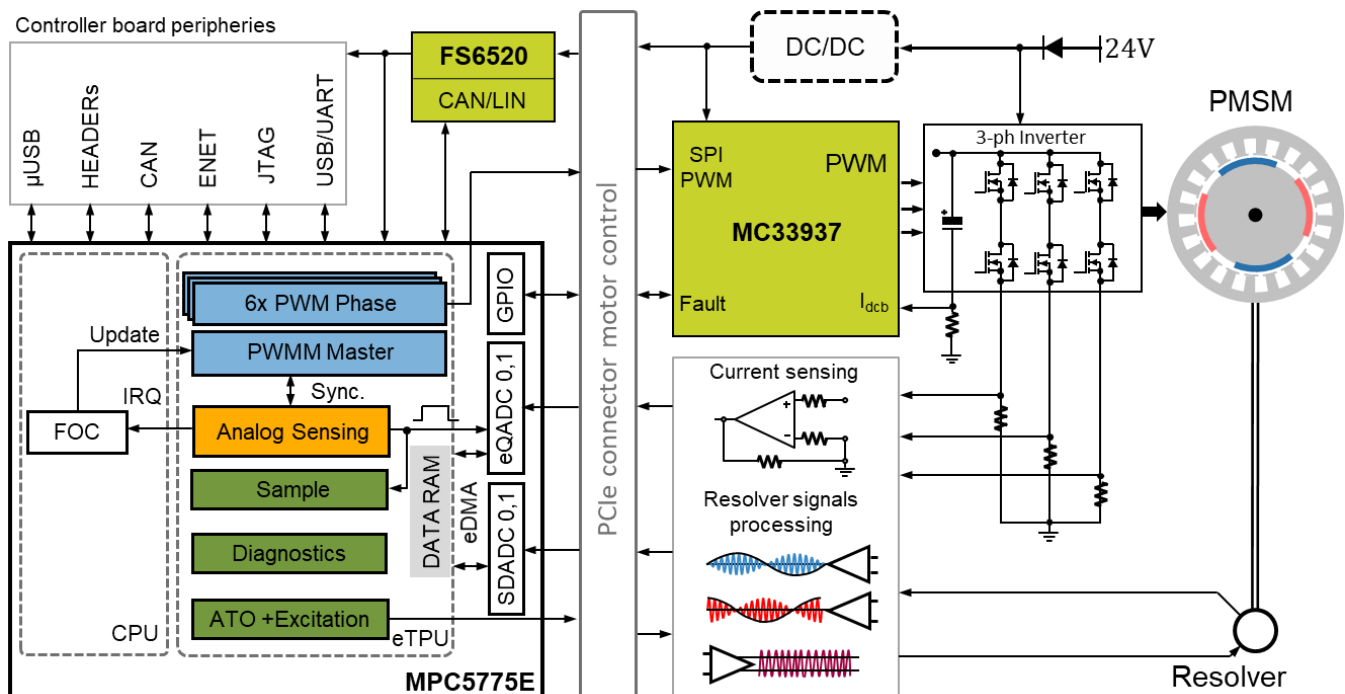 Controller board peripheries
µUSB
HEADERs
CAN
ENET
JTAG
USB/UART
FS6520
CAN/LIN
DC/DC
24V
PMSM
SPI
PWM
PWM
MC33937
Fault
I dcb
3-ph Inverter
PCIe connector motor control
6x PWM Phase
PWMM Master
Update
Sync.
IRQ
FOC
Analog Sensing
Sample
Diagnostics
ATO +Excitation
CPU
eTPU
MPC5775E
GPIO
eQADC 0,1
SDADC 0,1
DATA RAM
eDMA
Current sensing
Resolver signals
processing
Resolver